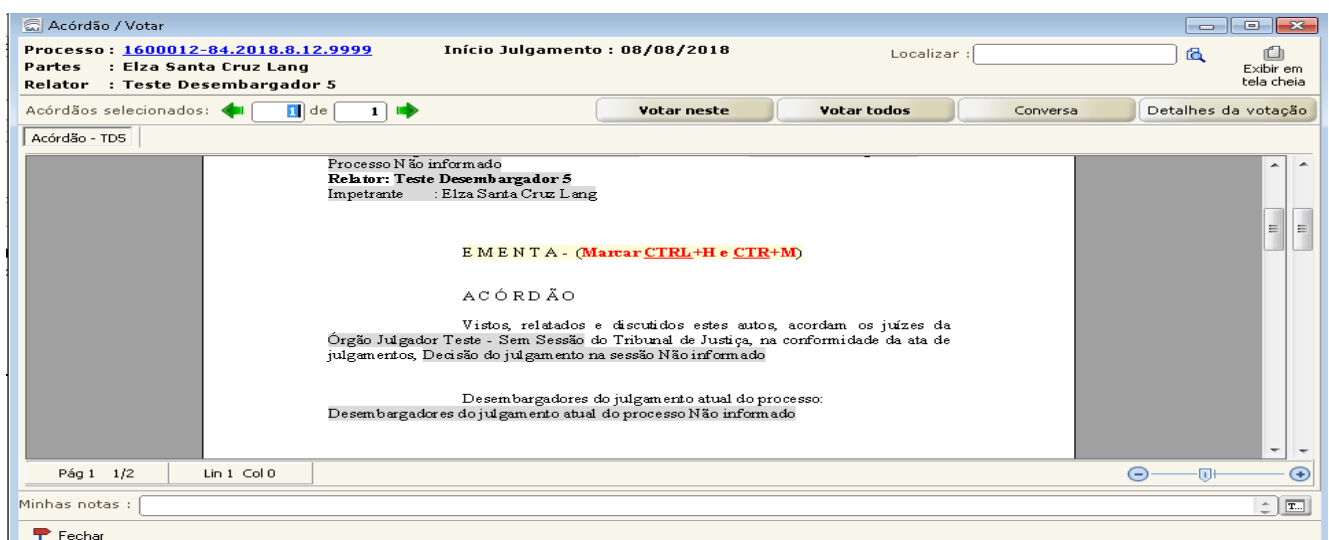 Acórdão / Votar
Processo : 1600012-84.2018.8.12.9999 Início Julgamento : 08/08/2018 Localizar :
Partes : Elza Santa Cruz Lang
Relator : Teste Desembargador 5
Exibir em
tela cheia
Acórdãos selecionados: 1 de 1 Votar neste Votar todos Conversa Detalhes da votação
Acórdão - TD5
Processo Não informado
Relator: Teste Desembargador 5
Impetrante : Elza Santa Cruz Lang
E M E N T A - (Marcar CTRL+H e CTR+M)
A C Ó R D Ã O
Vistos, relatados e discutidos estes autos, acordam os juízes da
Órgão Julgador Teste - Sem Sessão do Tribunal de Justiça, na conformidade da ata de
julgamentos, Decisão do julgamento na sessão Não informado
Desembargadores do julgamento atual do processo:
Desembargadores do julgamento atual do processo Não informado
Pág 1 1/2 Lin 1 Col 0
Minhas notas : T...
Fechar